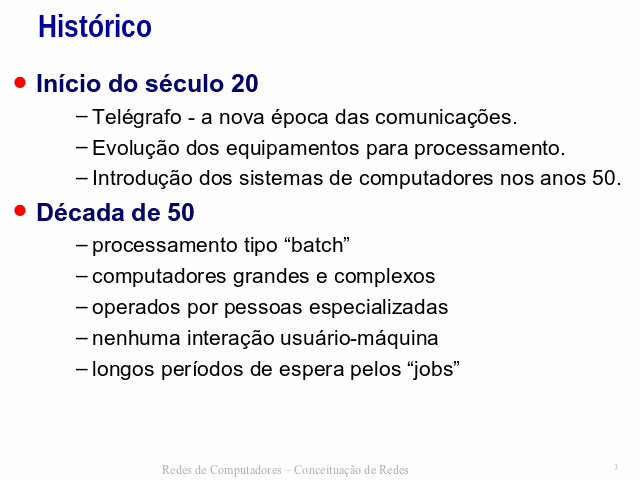 Histórico
• Início do século 20
– Telégrafo - a nova época das comunicações.
– Evolução dos equipamentos para processamento.
– Introdução dos sistemas de computadores nos anos 50.
• Década de 50
– processamento tipo “batch”
– computadores grandes e complexos
– operados por pessoas especializadas
– nenhuma interação usuário-máquina
– longos períodos de espera pelos “jobs”
Redes de Computadores – Conceituação de Redes
3